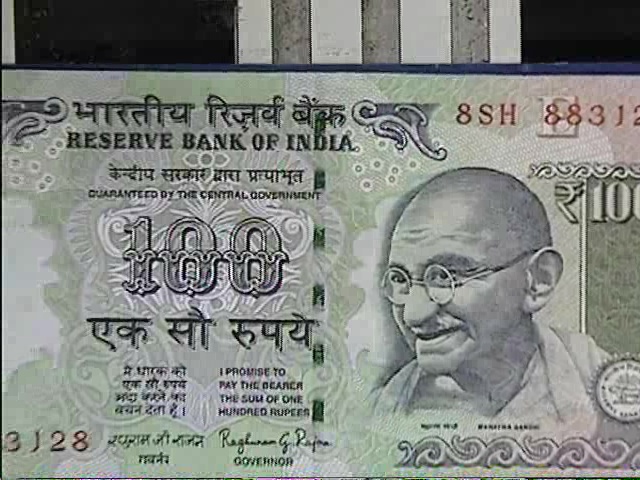 भारतीय रिज़र्व बैंक
RESERVE BANK OF INDIA
8SH 8831
केन्द्रीय सरकार द्वारा प्रत्याभूत
GUARANTEED BY THE CENTRAL GOVERNMENT
₹100
100
एक सौ रुपये
मैं धारक को
एक सौ रुपये
अदा करने का
वचन देता हूँ ।
I PROMISE TO
PAY THE BEARER
THE SUM OF ONE
HUNDRED RUPEES
3128
रघुराम जी राजन
Raghuram G. Rajan
गवर्नर
GOVERNOR
महात्मा गांधी
MAHATMA GANDHI